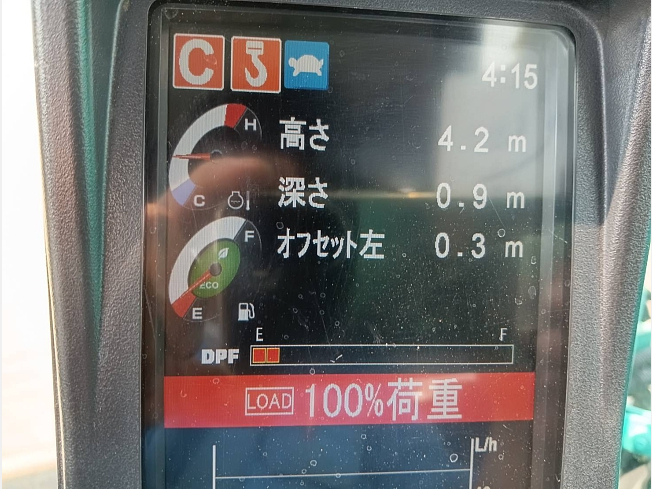 C
4:15
H
C
高さ 4.2 m
深さ 0.9 m
オフセット左 0.3 m
F
ECO
E
E F
DPF
LOAD 100%荷重
L/h